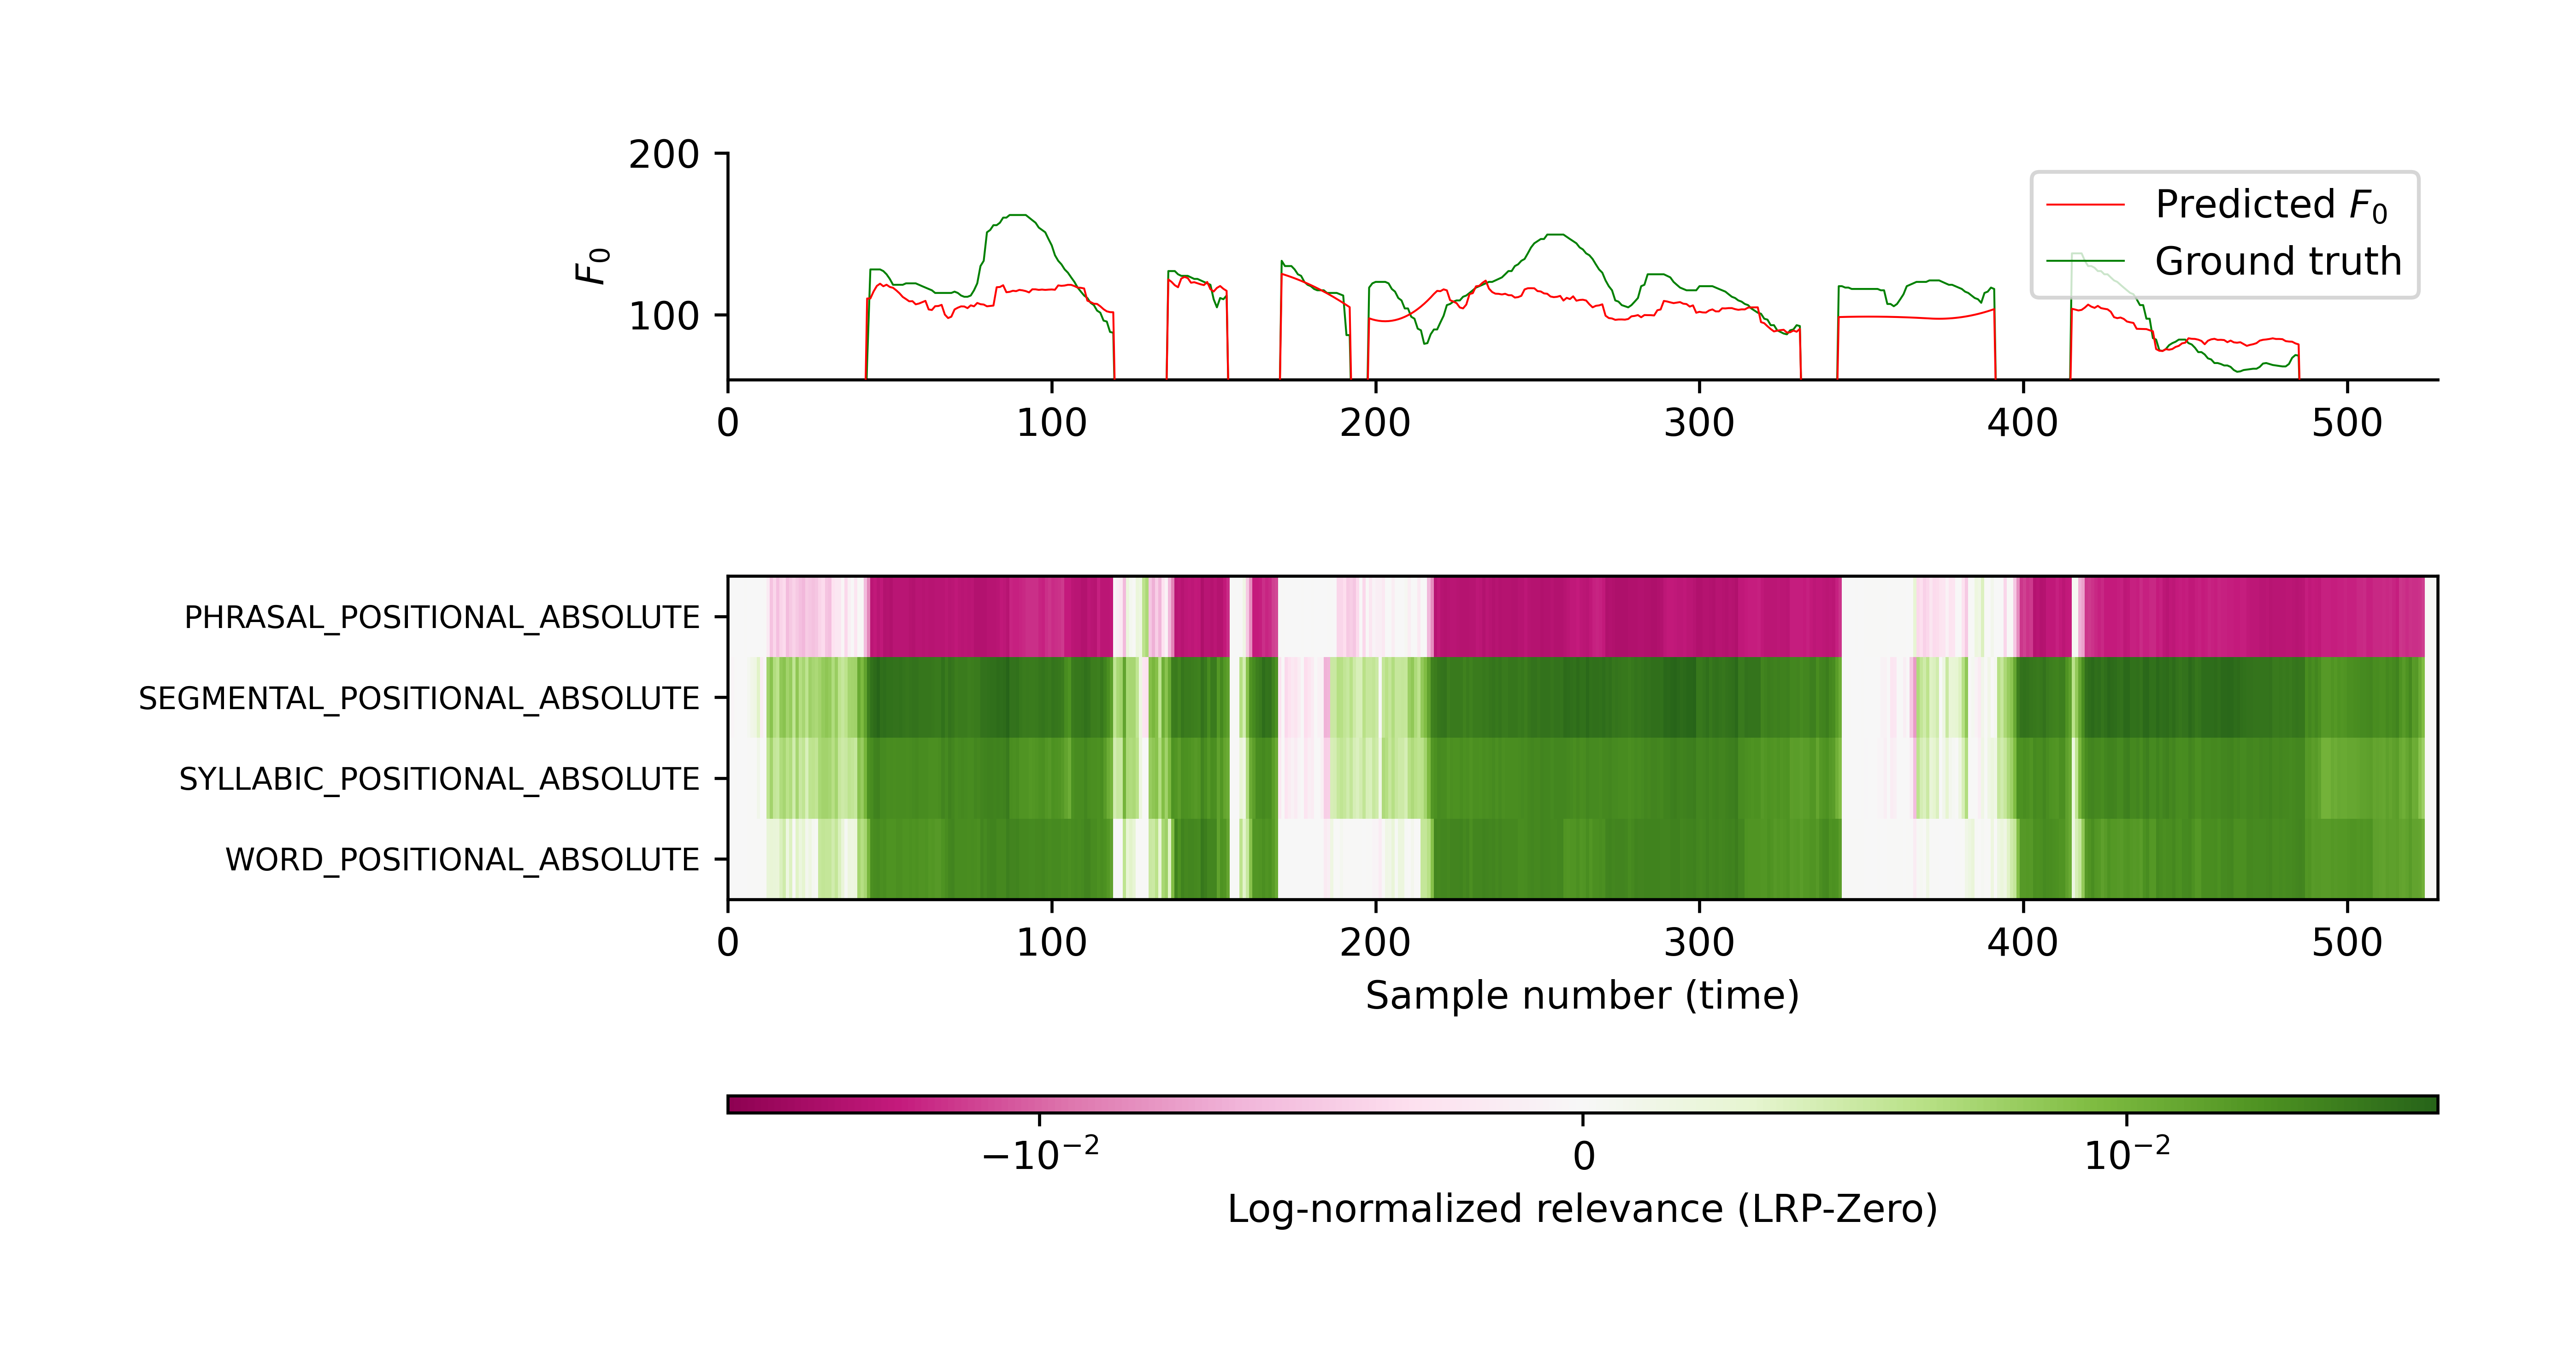 200
100
F₀
Predicted F₀
Ground truth
0 100 200 300 400 500
PHRASAL_POSITIONAL_ABSOLUTE
SEGMENTAL_POSITIONAL_ABSOLUTE
SYLLABIC_POSITIONAL_ABSOLUTE
WORD_POSITIONAL_ABSOLUTE
0 100 200 300 400 500
Sample number (time)
−10⁻² 0 10⁻²
Log-normalized relevance (LRP-Zero)